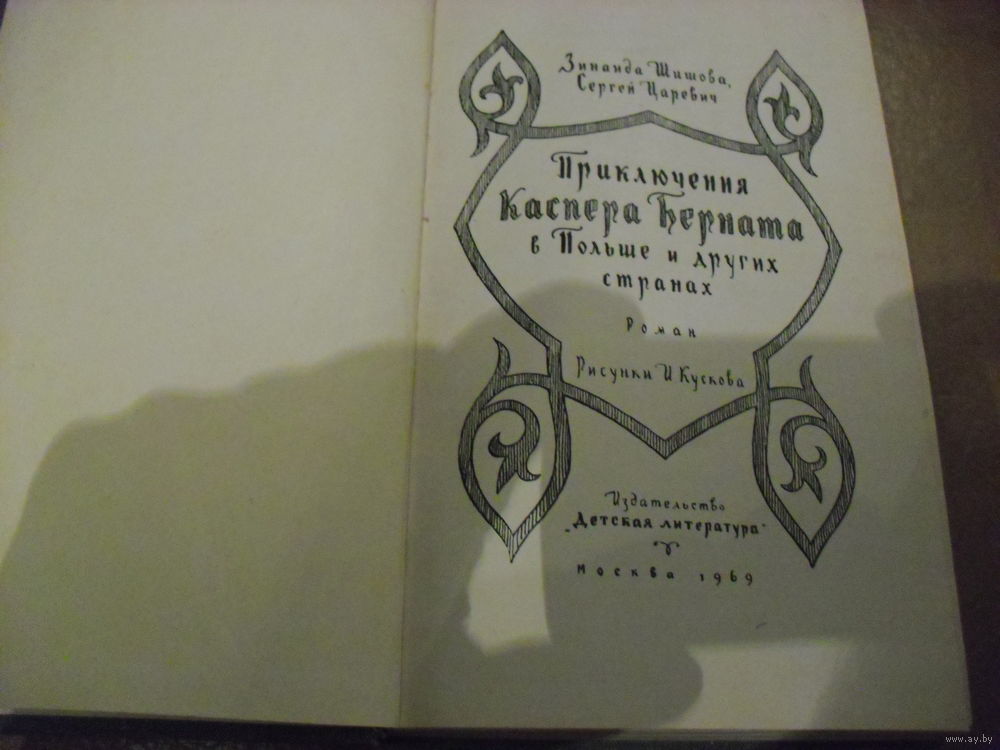 Зинаида Шишова,
Сергей Царевич
Приключения
Каспера Берната
в Польше и других
странах
Роман
Рисунки И Кускова
Издательство
„Детская литература"
Москва 1969
www.ay.by